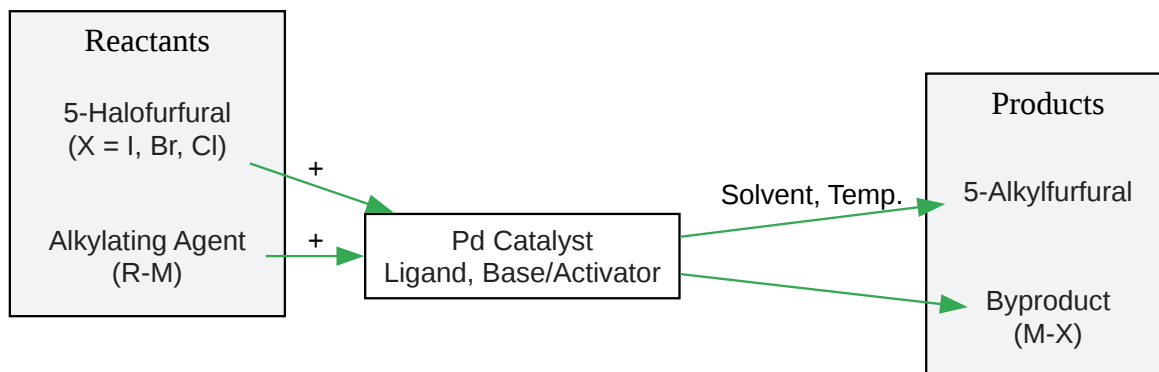 Reactants
5-Halofurfural
(X = I, Br, Cl)
+
Alkylating Agent
(R-M)
+
Pd Catalyst
Ligand, Base/Activator
Solvent, Temp.
Products
5-Alkylfurfural
Byproduct
(M-X)